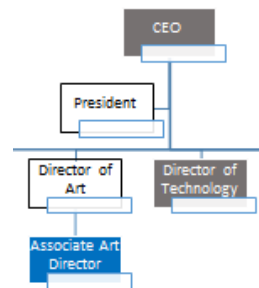 CEO
President
Director of
Art
Director of
Technology
Associate Art
Director